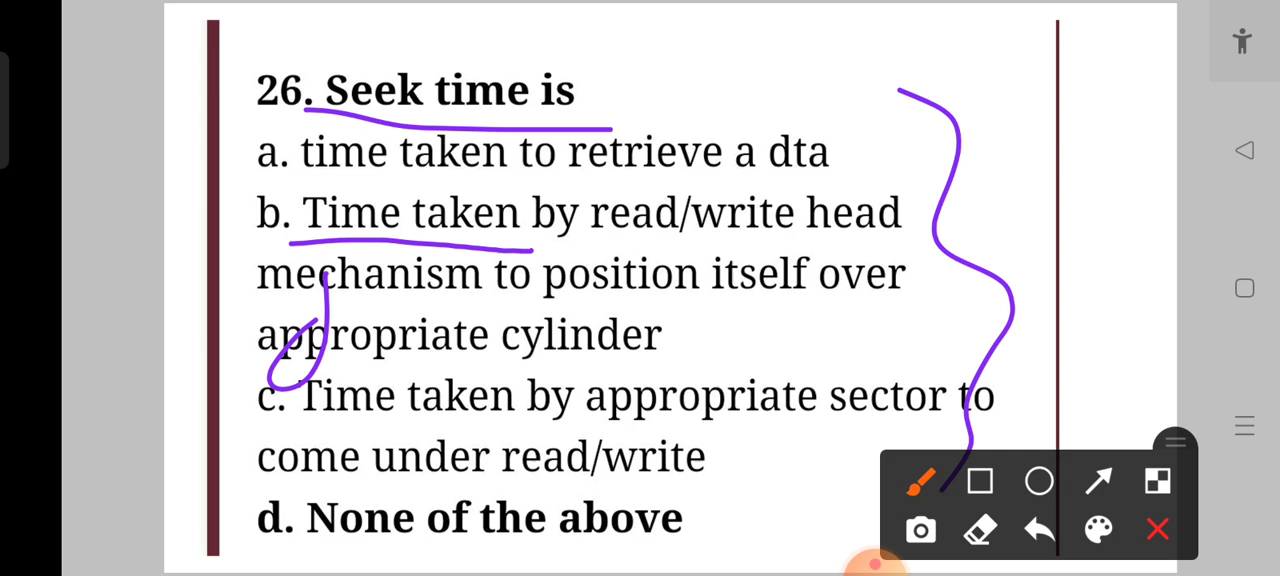 26. Seek time is
a. time taken to retrieve a dta
b. Time taken by read/write head
mechanism to position itself over
appropriate cylinder
c. Time taken by appropriate sector to
come under read/write
d. None of the above